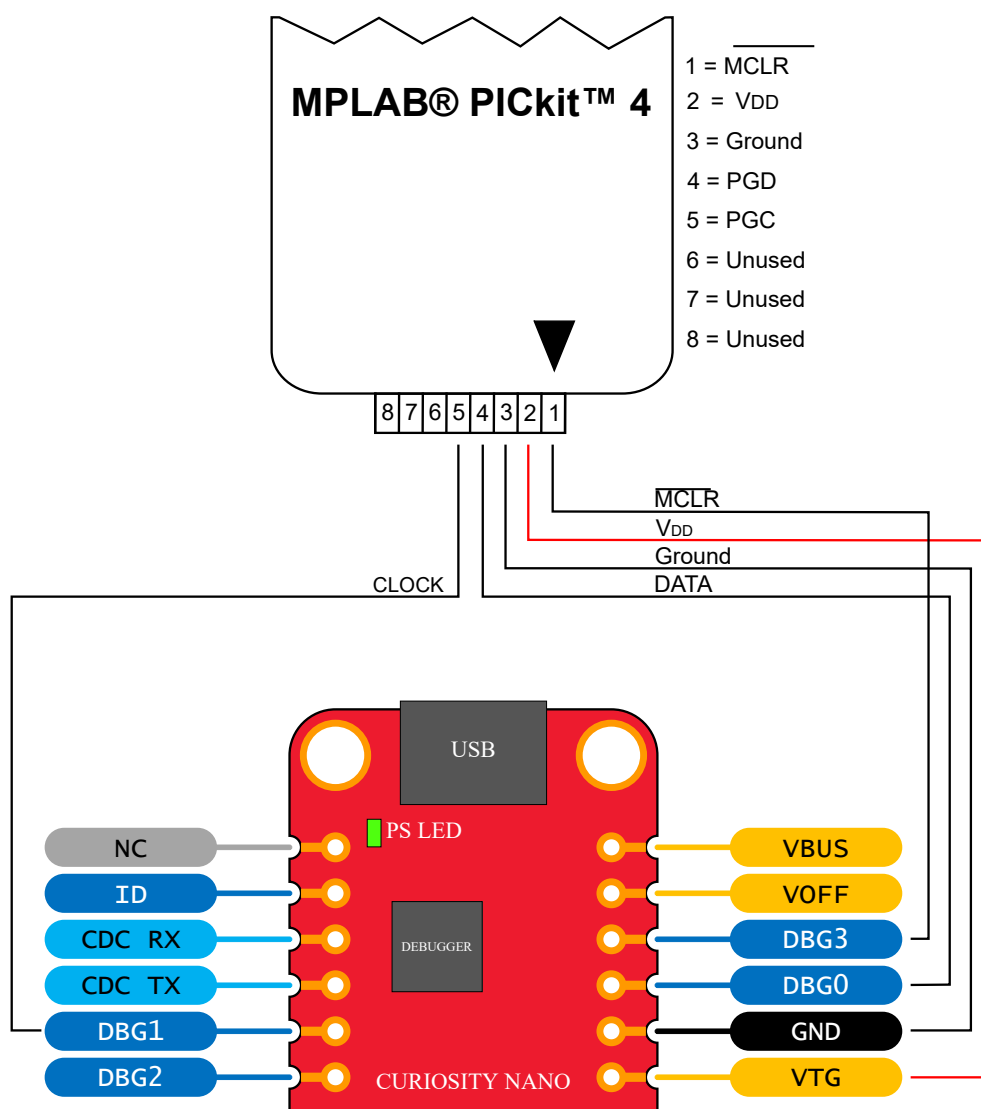 MPLAB® PICkit™ 4
1 = MCLR
2 = VDD
3 = Ground
4 = PGD
5 = PGC
6 = Unused
7 = Unused
8 = Unused
8 7 6 5 4 3 2 1
MCLR
VDD
Ground
CLOCK
DATA
USB
PS LED
NC
VBUS
ID
VOFF
CDC RX
DEBUGGER
DBG3
CDC TX
DBG0
DBG1
GND
DBG2
CURIOSITY NANO
VTG